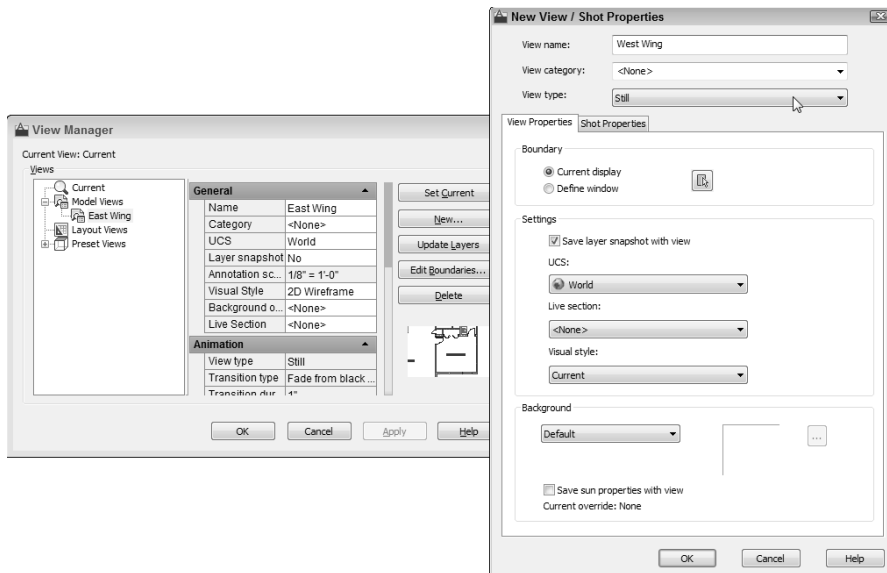 View Manager
Current View: Current
Views
Current
Model Views
East Wing
Layout Views
Preset Views
General
Name East Wing
Category <None>
UCS World
Layer snapshot No
Annotation sc... 1/8" = 1'-0"
Visual Style 2D Wireframe
Background o... <None>
Live Section <None>
Animation
View type Still
Transition type Fade from black ...
Transition dur 1"
Set Current
New...
Update Layers
Edit Boundaries...
Delete
OK Cancel Apply Help
New View / Shot Properties
View name: West Wing
View category: <None>
View type: Still
View Properties Shot Properties
Boundary
Current display
Define window
Settings
Save layer snapshot with view
UCS:
World
Live section:
<None>
Visual style:
Current
Background
Default ...
Save sun properties with view
Current override: None
OK Cancel Help